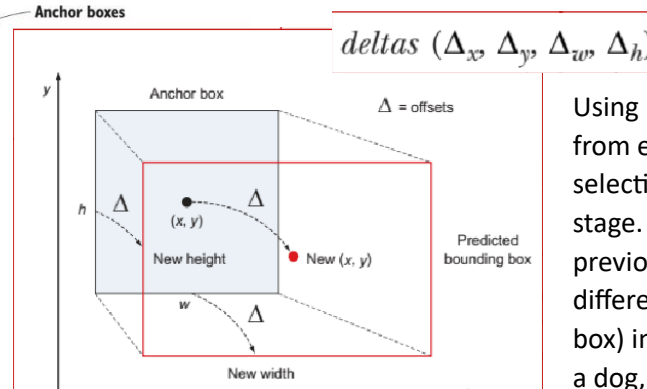 Anchor boxes
deltas (Δx, Δy, Δw, Δh)
y
Anchor box
Δ = offsets
h
Δ
(x, y)
Δ
New (x, y)
New height
Predicted
bounding box
w
Δ
New width
Using
from e
selecti
stage.
previo
differe
box) in
a dog,